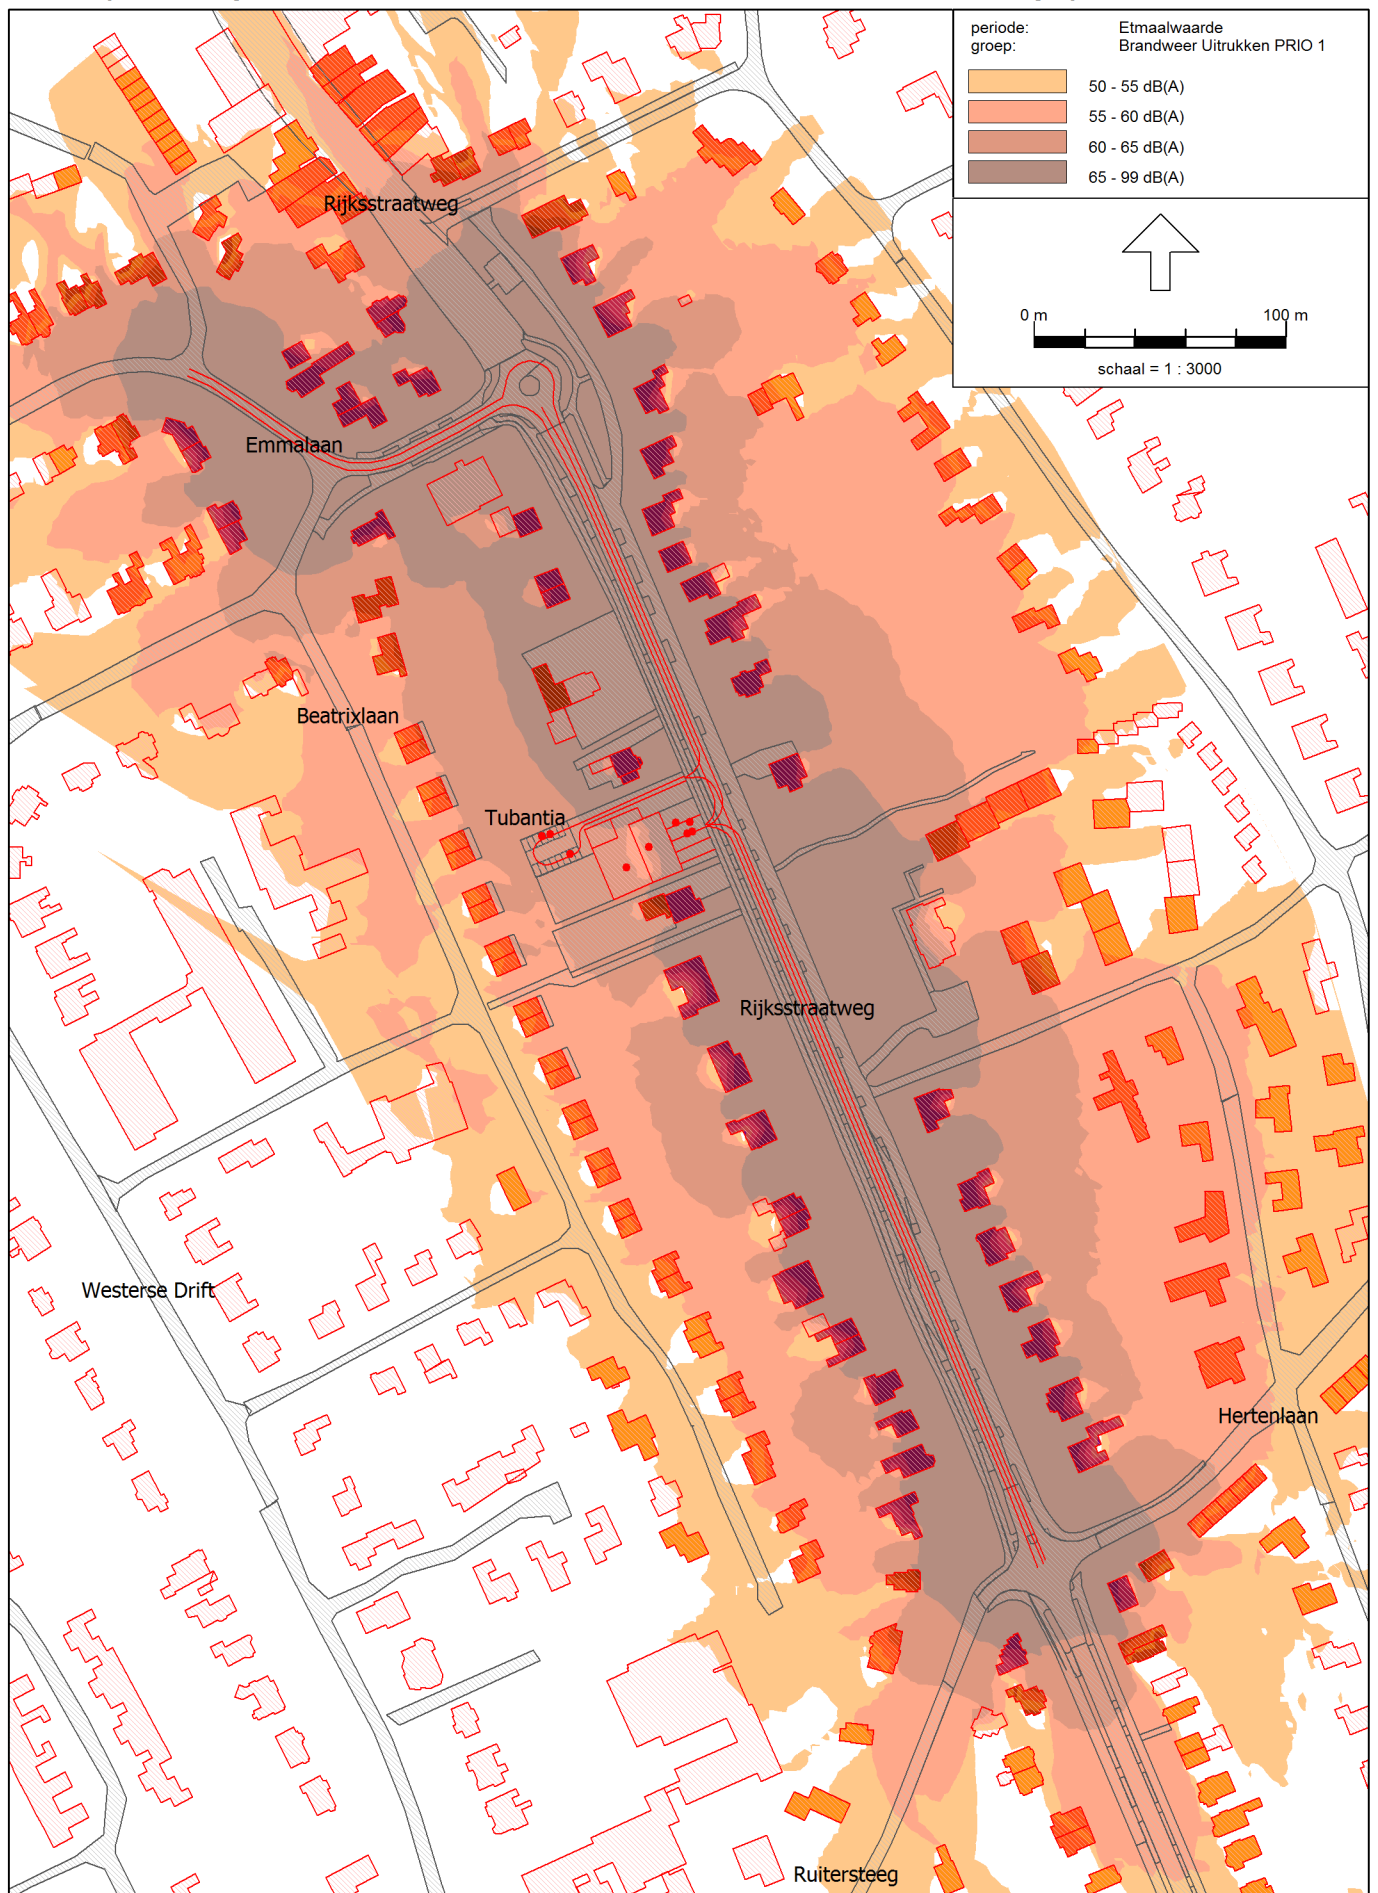 periode: Etmaalwaarde
groep: Brandweer Uitrukken PRIO 1
50 - 55 dB(A)
55 - 60 dB(A)
60 - 65 dB(A)
65 - 99 dB(A)
0 m 100 m
schaal = 1 : 3000
Rijksstraatweg
Emmalaan
Beatrixlaan
Tubantia
Rijksstraatweg
Westerse Drift
Hertenlaan
Ruitersteeg